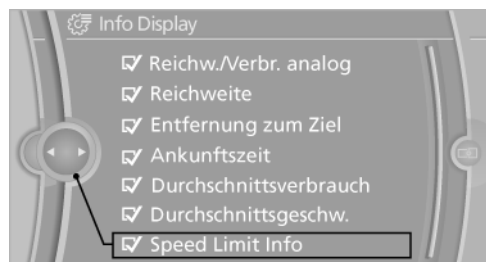 Info Display
Reichw./Verbr. analog
Reichweite
Entfernung zum Ziel
Ankunftszeit
Durchschnittsverbrauch
Durchschnittsgeschw.
Speed Limit Info